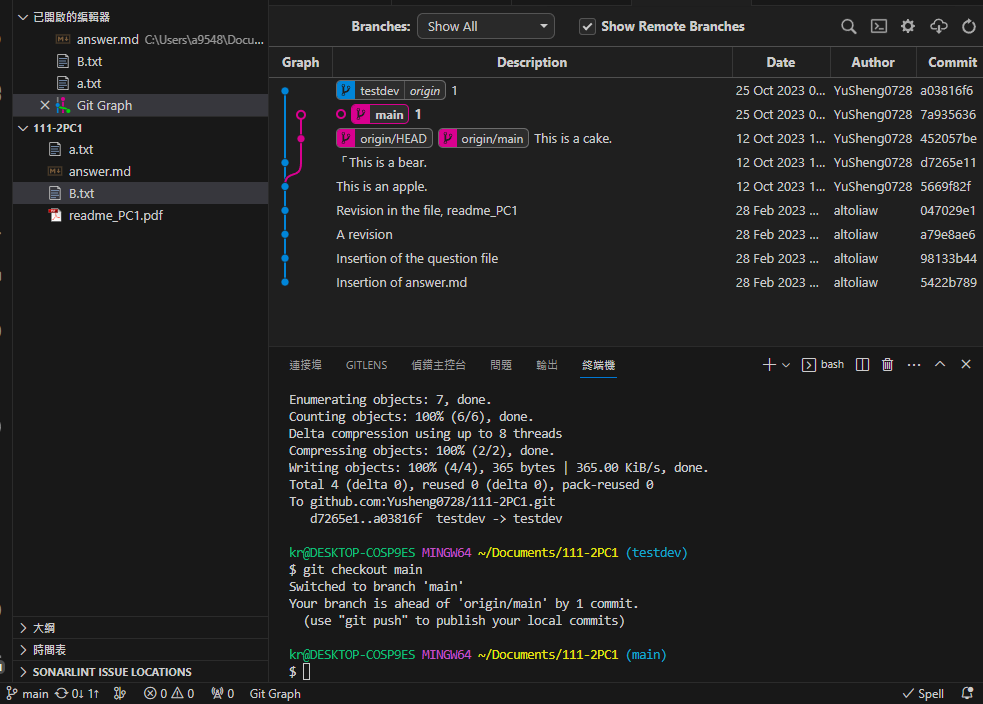 已開啟的編輯器
answer.md C:\Users\a9548\Docu...
B.txt
a.txt
Git Graph
111-2PC1
a.txt
answer.md
B.txt
readme_PC1.pdf
大綱
時間表
SONARLINT ISSUE LOCATIONS
Branches: Show All Show Remote Branches
Graph Description Date Author Commit
testdev origin 1 25 Oct 2023 0... YuSheng0728 a03816f6
main 1 25 Oct 2023 0... YuSheng0728 7a935636
origin/HEAD origin/main This is a cake. 12 Oct 2023 1... YuSheng0728 452057be
「This is a bear. 12 Oct 2023 1... YuSheng0728 d7265e11
This is an apple. 12 Oct 2023 1... YuSheng0728 5669f82f
Revision in the file, readme_PC1 28 Feb 2023 ... altoliaw 047029e1
A revision 28 Feb 2023 ... altoliaw a79e8ae6
Insertion of the question file 28 Feb 2023 ... altoliaw 98133b44
Insertion of answer.md 28 Feb 2023 ... altoliaw 5422b789
連接埠 GITLENS 偵錯主控台 問題 輸出 終端機 bash
Enumerating objects: 7, done.
Counting objects: 100% (6/6), done.
Delta compression using up to 8 threads
Compressing objects: 100% (2/2), done.
Writing objects: 100% (4/4), 365 bytes | 365.00 KiB/s, done.
Total 4 (delta 0), reused 0 (delta 0), pack-reused 0
To github.com:Yusheng0728/111-2PC1.git
d7265e1..a03816f testdev -> testdev
kr@DESKTOP-COSP9ES MINGW64 ~/Documents/111-2PC1 (testdev)
$ git checkout main
Switched to branch 'main'
Your branch is ahead of 'origin/main' by 1 commit.
(use "git push" to publish your local commits)
kr@DESKTOP-COSP9ES MINGW64 ~/Documents/111-2PC1 (main)
$
main 0↓ 1↑ 0 0 0 Git Graph Spell